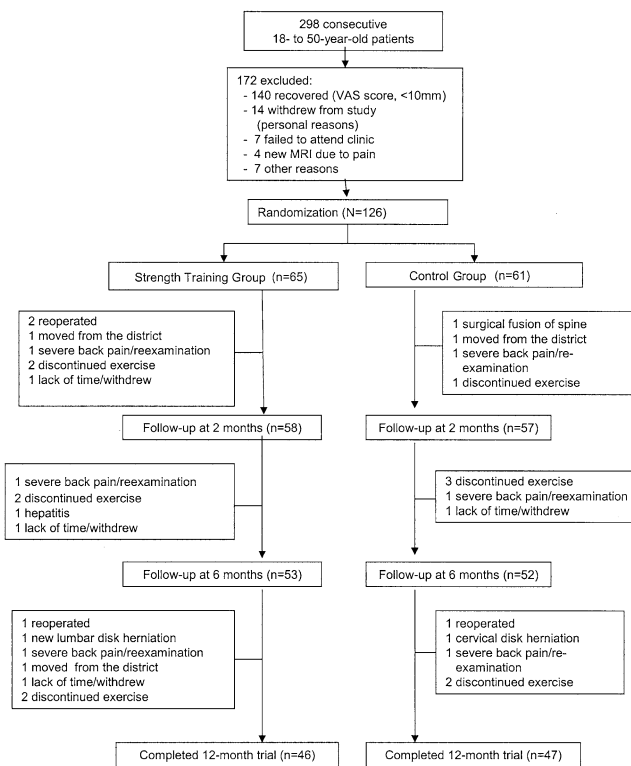 298 consecutive
18- to 50-year-old patients
172 excluded:
- 140 recovered (VAS score, <10mm)
- 14 withdrew from study
(personal reasons)
- 7 failed to attend clinic
- 4 new MRI due to pain
- 7 other reasons
Randomization (N=126)
Strength Training Group (n=65)
Control Group (n=61)
2 reoperated
1 moved from the district
1 severe back pain/reexamination
2 discontinued exercise
1 lack of time/withdrew
1 surgical fusion of spine
1 moved from the district
1 severe back pain/re-
examination
1 discontinued exercise
Follow-up at 2 months (n=58)
Follow-up at 2 months (n=57)
1 severe back pain/reexamination
2 discontinued exercise
1 hepatitis
1 lack of time/withdrew
3 discontinued exercise
1 severe back pain/reexamination
1 lack of time/withdrew
Follow-up at 6 months (n=53)
Follow-up at 6 months (n=52)
1 reoperated
1 new lumbar disk herniation
1 severe back pain/reexamination
1 moved from the district
1 lack of time/withdrew
2 discontinued exercise
1 reoperated
1 cervical disk herniation
1 severe back pain/re-
examination
2 discontinued exercise
Completed 12-month trial (n=46)
Completed 12-month trial (n=47)